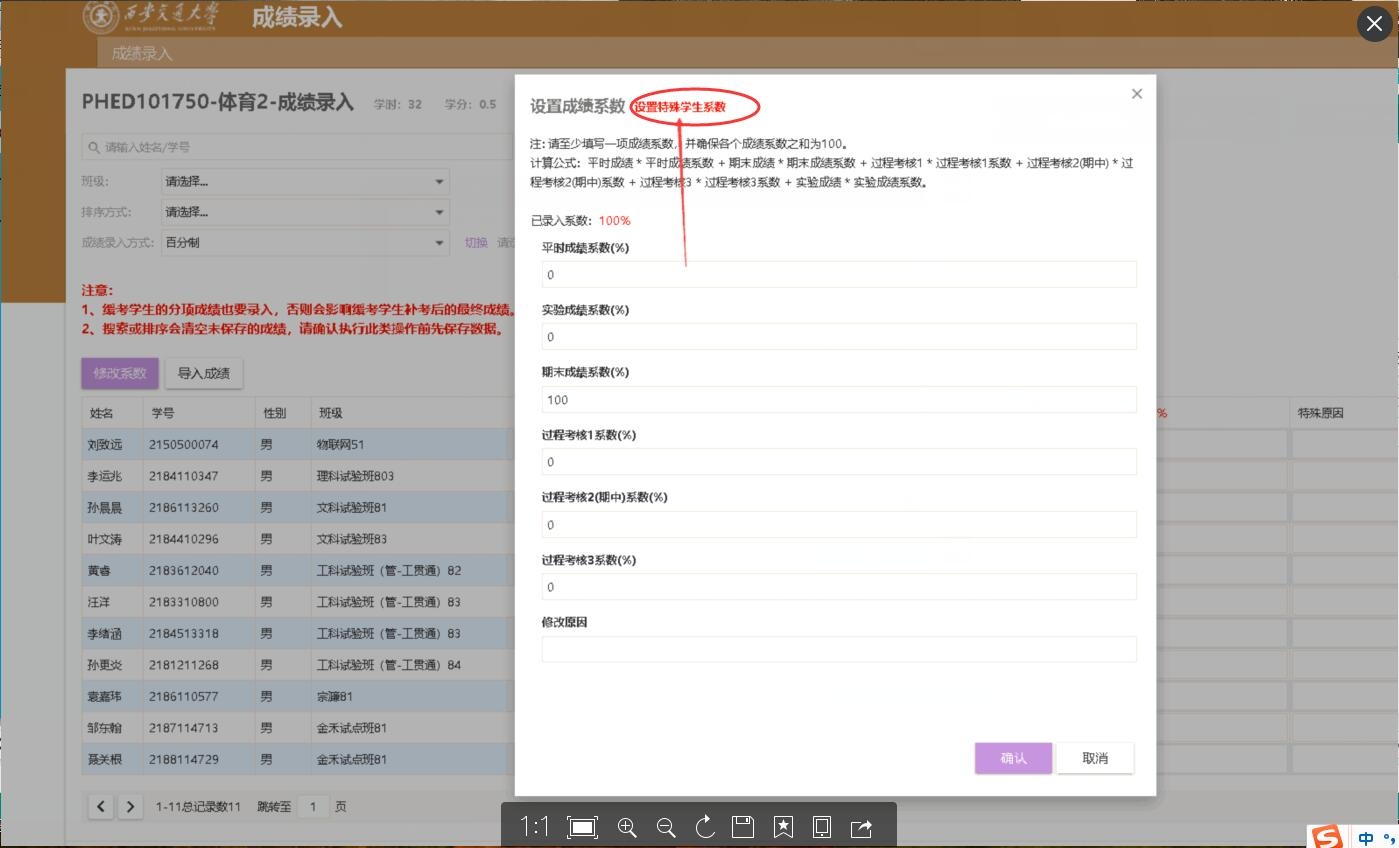 西安交通大学
XI'AN JIAOTONG UNIVERSITY
成绩录入
成绩录入
PHED101750-体育2-成绩录入 学时: 32 学分: 0.5
请输入姓名/学号
班级: 请选择...
排序方式: 请选择...
成绩录入方式: 百分制 切换
注意:
1、缓考学生的分项成绩也要录入，否则会影响缓考学生补考后的最终成绩。
2、搜索或排序会清空未保存的成绩，请确认执行此类操作前先保存数据。
修改系数 导入成绩
姓名 学号 性别 班级 % 特殊原因
刘致远 2150500074 男 物联网51
李运兆 2184110347 男 理科试验班803
孙晨晨 2186113260 男 文科试验班81
叶文涛 2184410296 男 文科试验班83
黄睿 2183612040 男 工科试验班（管-工贯通）82
汪洋 2183310800 男 工科试验班（管-工贯通）83
李绪涵 2184513318 男 工科试验班（管-工贯通）83
孙更炎 2181211268 男 工科试验班（管-工贯通）84
袁嘉玮 2186110577 男 宗濂81
邹东翰 2187114713 男 金禾试点班81
聂关根 2188114729 男 金禾试点班81
1-11总记录数11 跳转至 1 页
设置成绩系数 设置特殊学生系数
注: 请至少填写一项成绩系数，并确保各个成绩系数之和为100。
计算公式: 平时成绩 * 平时成绩系数 + 期末成绩 * 期末成绩系数 + 过程考核1 * 过程考核1系数 + 过程考核2(期中) * 过
程考核2(期中)系数 + 过程考核3 * 过程考核3系数 + 实验成绩 * 实验成绩系数。
已录入系数: 100%
平时成绩系数(%)
0
实验成绩系数(%)
0
期末成绩系数(%)
100
过程考核1系数(%)
0
过程考核2(期中)系数(%)
0
过程考核3系数(%)
0
修改原因
确认 取消
1:1
中